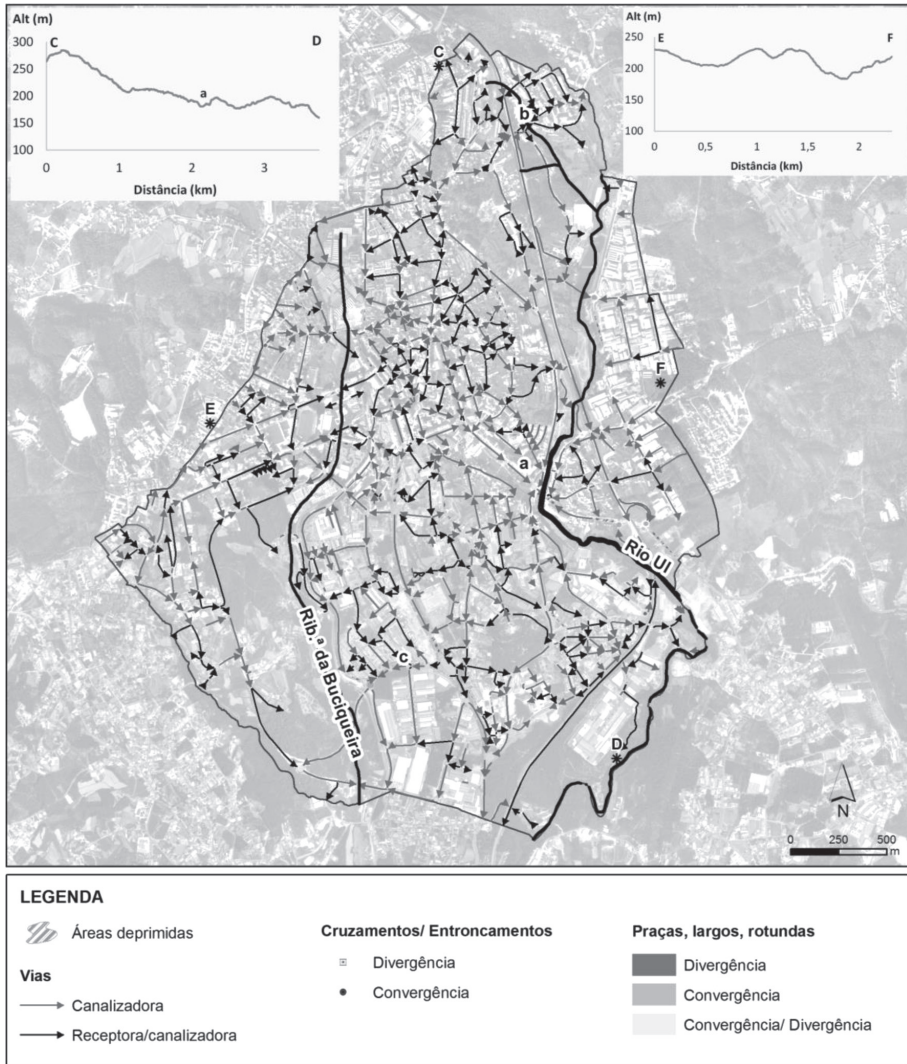 Alt (m)
C
D
300
250
200
150
100
a
0
1
2
3
Distância (km)
Alt (m)
E
F
250
200
150
100
0
0,5
1
1,5
2
Distância (km)
C
b
F
E
a
Rio Ul
Rib.ª da Buciqueira
c
D
N
0 250 500
m
LEGENDA
Áreas deprimidas
Vias
Canalizadora
Receptora/canalizadora
Cruzamentos/ Entroncamentos
Divergência
Convergência
Praças, largos, rotundas
Divergência
Convergência
Convergência/ Divergência